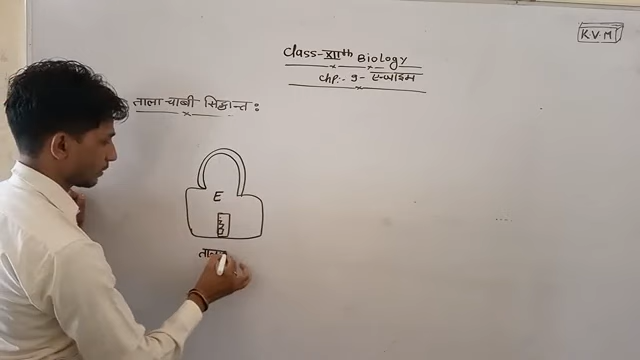 K.V.M
Class-XIIth Biology
Chp:- 9- एन्जाइम
ताला चाबी सिद्धान्त :
E